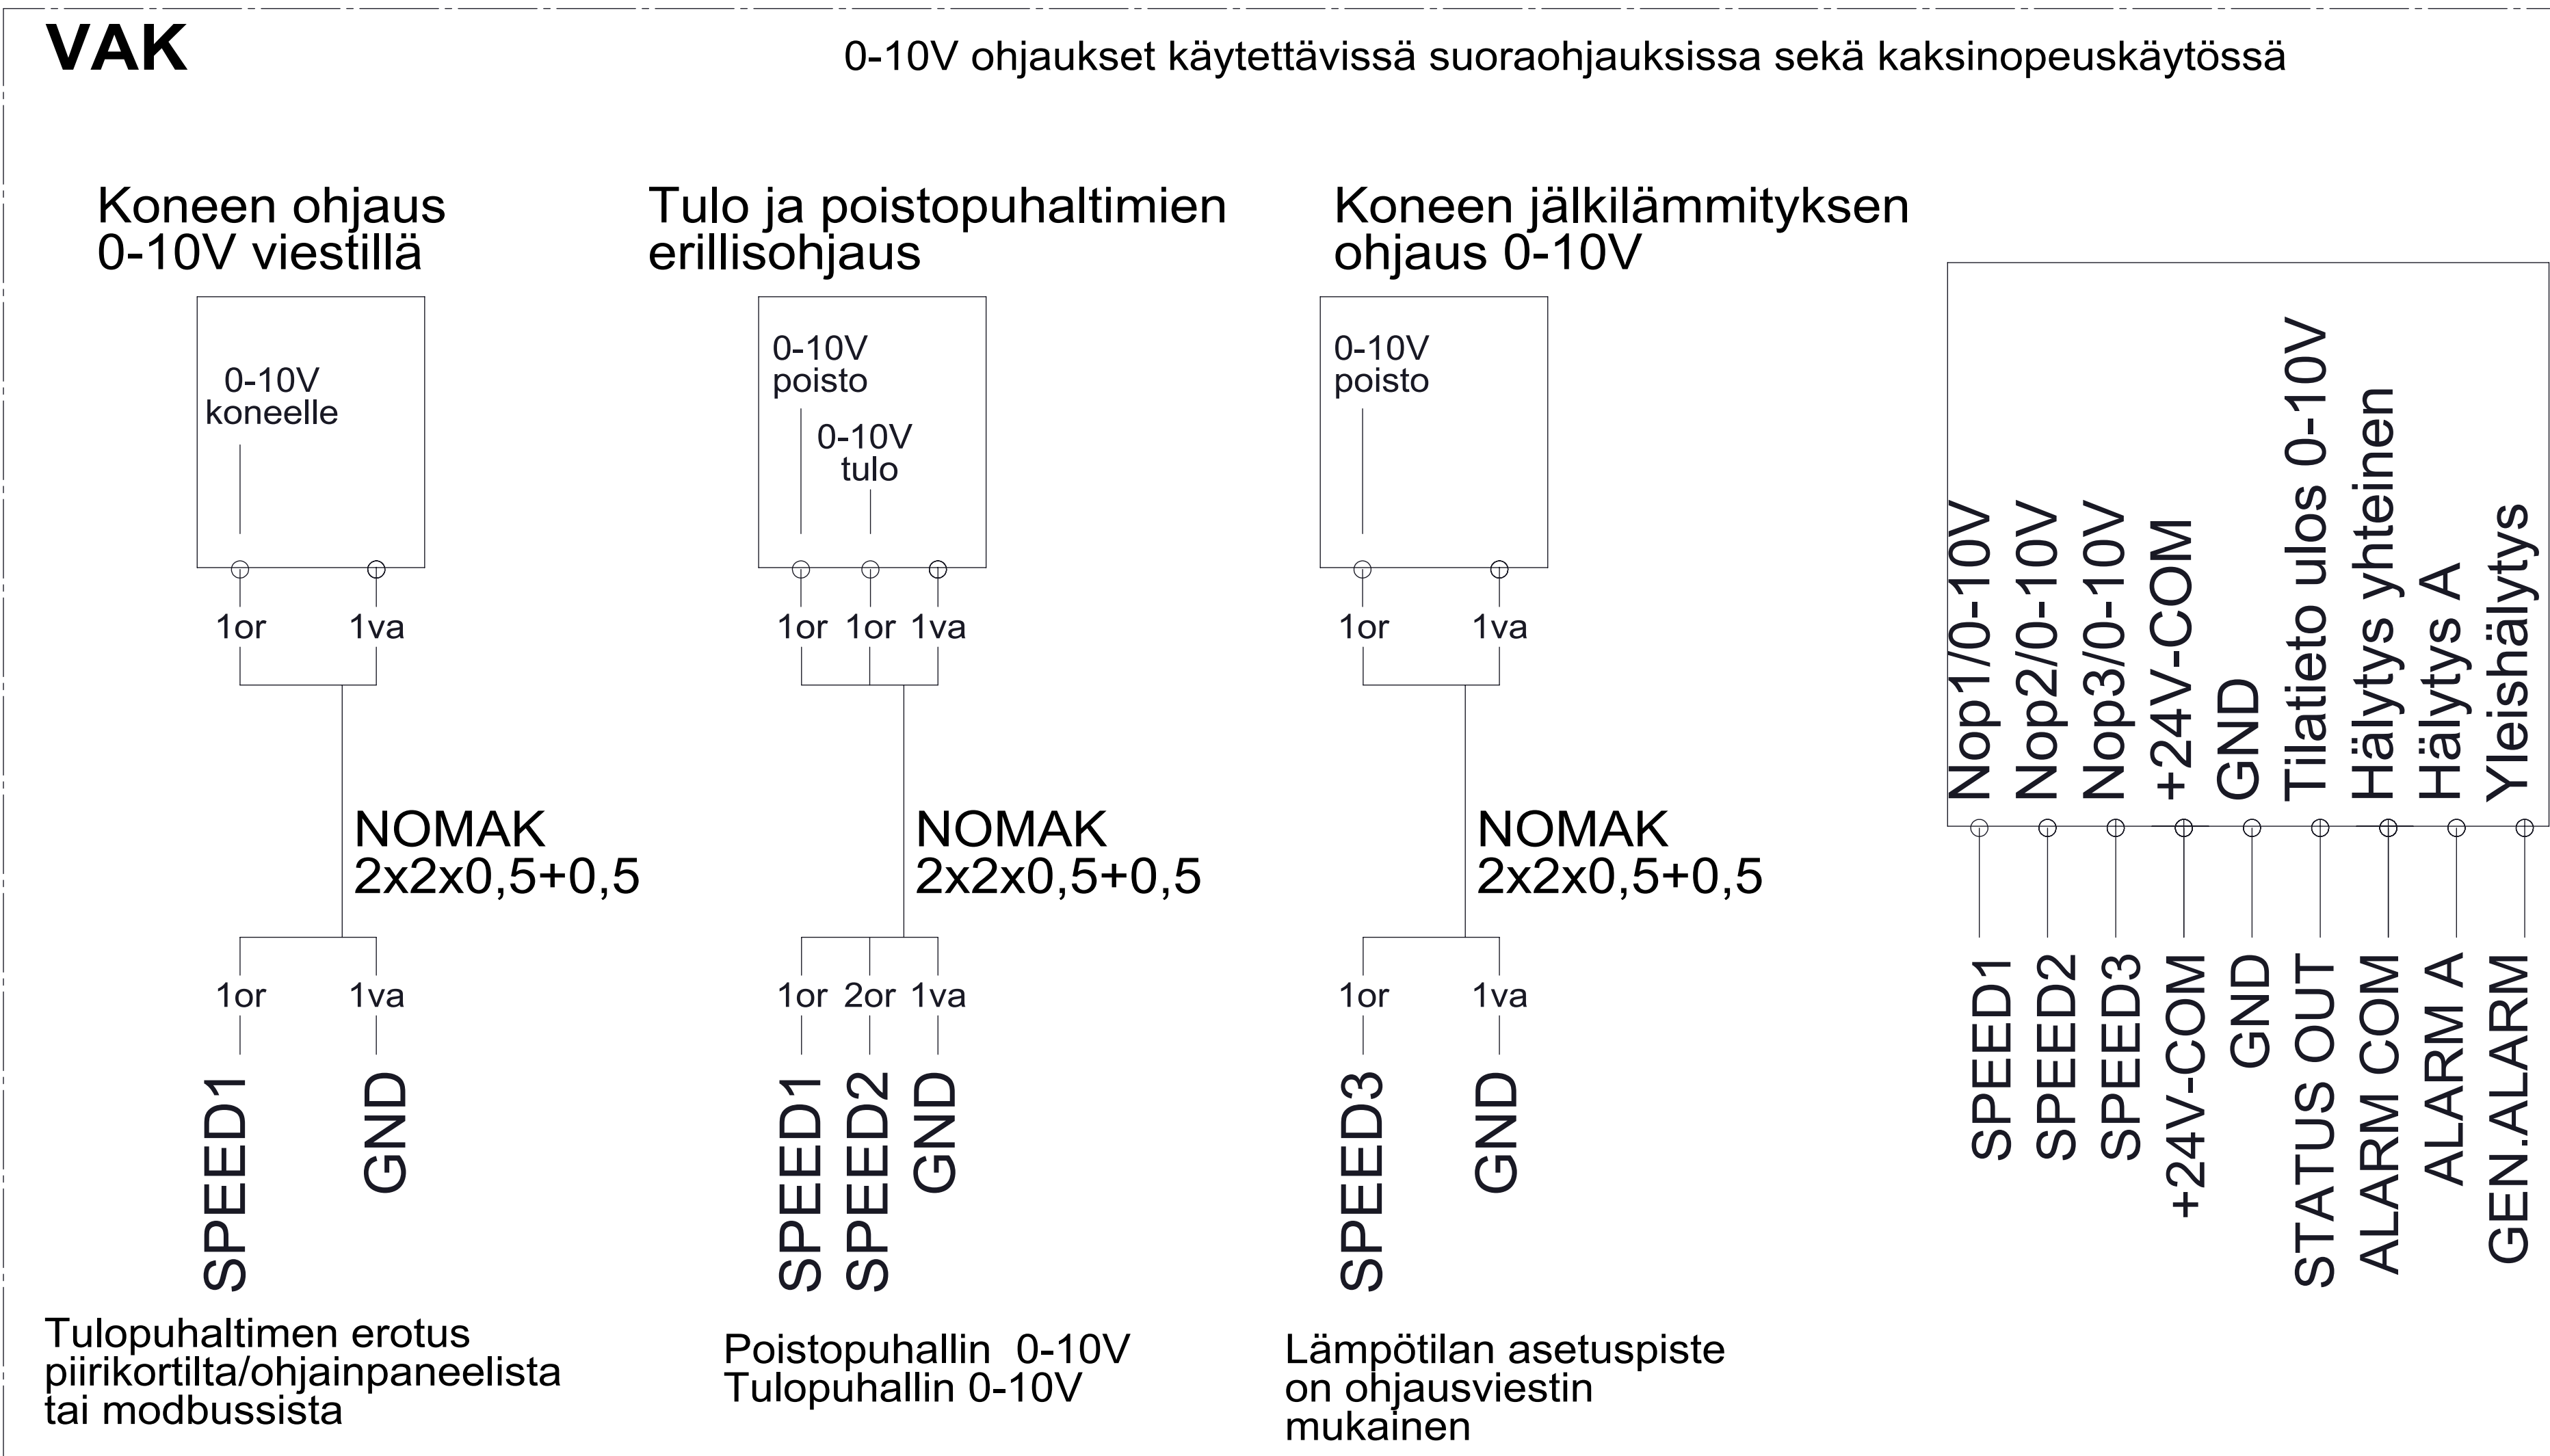 VAK
0-10V ohjaukset käytettävissä suoraohjauksissa sekä kaksinopeuskäytössä
Koneen ohjaus
0-10V viestillä
0-10V
koneelle
1or 1va
NOMAK
2x2x0,5+0,5
1or 1va
SPEED1
GND
Tulopuhaltimen erotus
piirikortilta/ohjainpaneelista
tai modbussista
Tulo ja poistopuhaltimien
erillisohjaus
0-10V
poisto
0-10V
tulo
1or 1or 1va
NOMAK
2x2x0,5+0,5
1or 2or 1va
SPEED1
SPEED2
GND
Poistopuhallin 0-10V
Tulopuhallin 0-10V
Koneen jälkilämmityksen
ohjaus 0-10V
0-10V
poisto
1or 1va
NOMAK
2x2x0,5+0,5
1or 1va
SPEED3
GND
Lämpötilan asetuspiste
on ohjausviestin
mukainen
Nop1/0-10V
Nop2/0-10V
Nop3/0-10V
+24V-COM
GND
Tilatieto ulos 0-10V
Hälytys yhteinen
Hälytys A
Yleishälytys
SPEED1
SPEED2
SPEED3
+24V-COM
GND
STATUS OUT
ALARM COM
ALARM A
GEN.ALARM